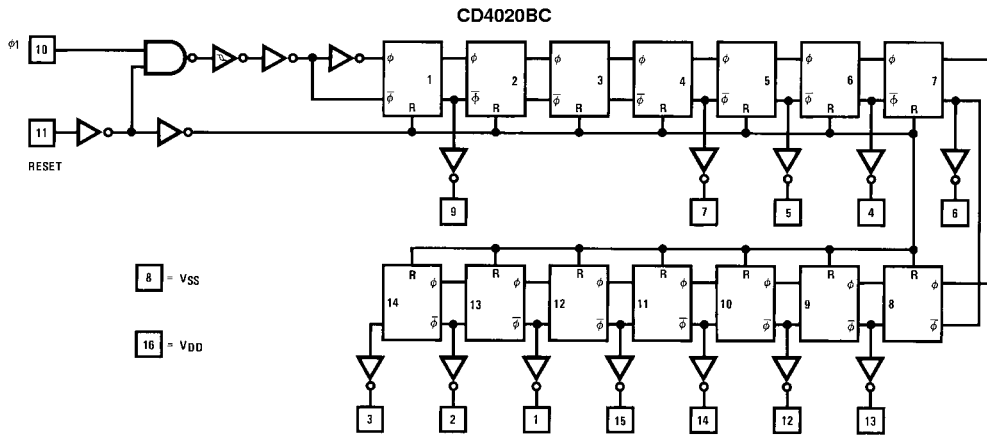 CD4020BC
ϕ1 10
ϕ ϕ ϕ ϕ ϕ ϕ ϕ
1 2 3 4 5 6 7
ϕ̅ ϕ̅ ϕ̅ ϕ̅ ϕ̅ ϕ̅ ϕ̅
R R R R R R R
11
RESET
9 7 5 4 6
R R R R R R R
8 = VSS
ϕ ϕ ϕ ϕ ϕ ϕ ϕ
14 13 12 11 10 9 8
ϕ̅ ϕ̅ ϕ̅ ϕ̅ ϕ̅ ϕ̅ ϕ̅
16 = VDD
3 2 1 15 14 12 13